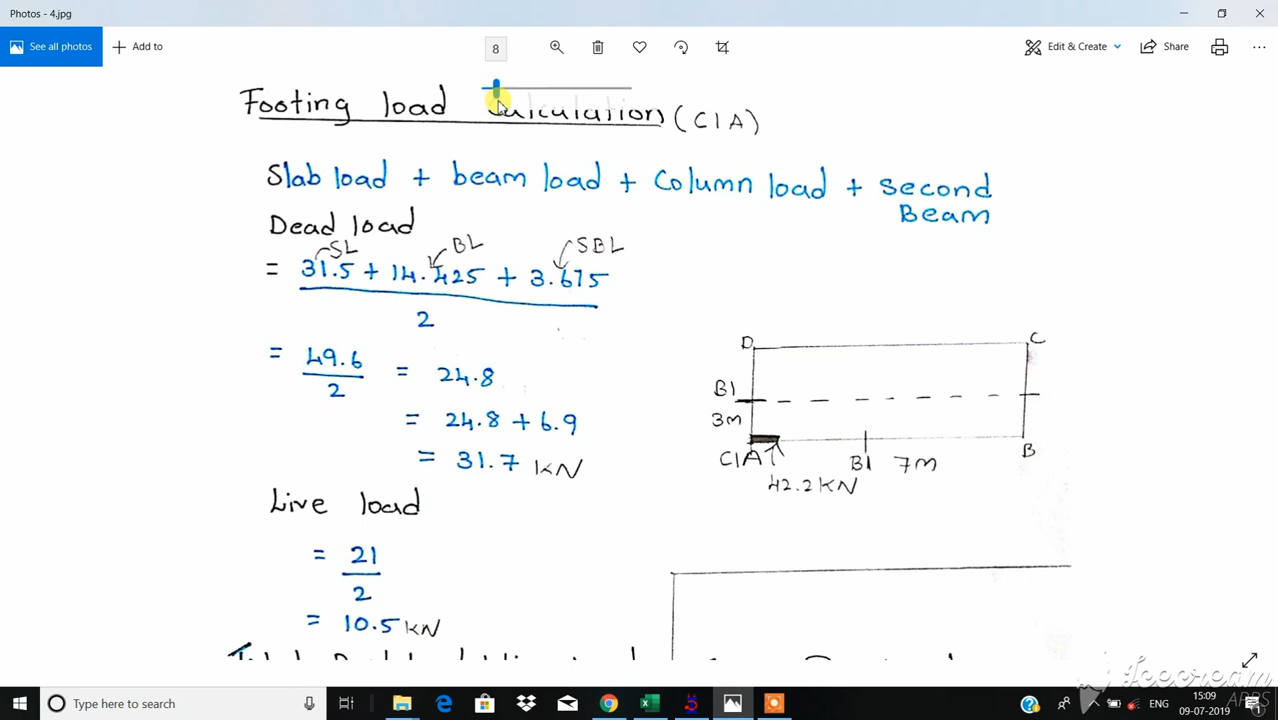 Photos - 4.jpg
See all photos
Add to
8
Edit & Create
Share
Footing load Calculation (C1A)
Slab load + beam load + Column load + Second
Beam
Dead load
SL BL SBL
= 31.5 + 14.425 + 3.675
2
= 49.6 = 24.8
2
= 24.8 + 6.9
= 31.7 KN
D C
B1
3m
C1A B1 7m B
42.2 KN
Live load
= 21
2
= 10.5 KN
Icecream
APPS
Type here to search
ENG
15:09
09-07-2019